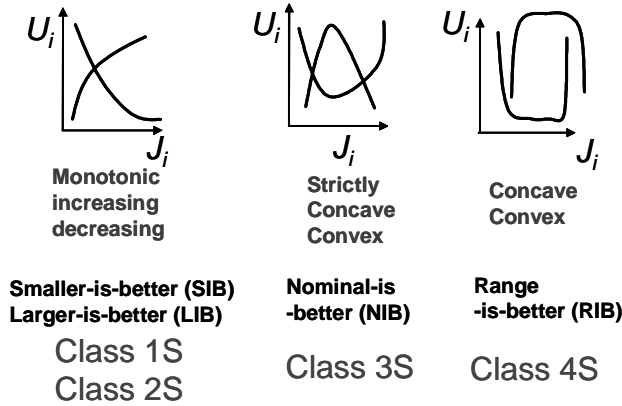 Uᵢ
Jᵢ
Monotonic
increasing
decreasing
Smaller-is-better (SIB)
Larger-is-better (LIB)
Class 1S
Class 2S
Uᵢ
Jᵢ
Strictly
Concave
Convex
Nominal-is
-better (NIB)
Class 3S
Uᵢ
Jᵢ
Concave
Convex
Range
-is-better (RIB)
Class 4S